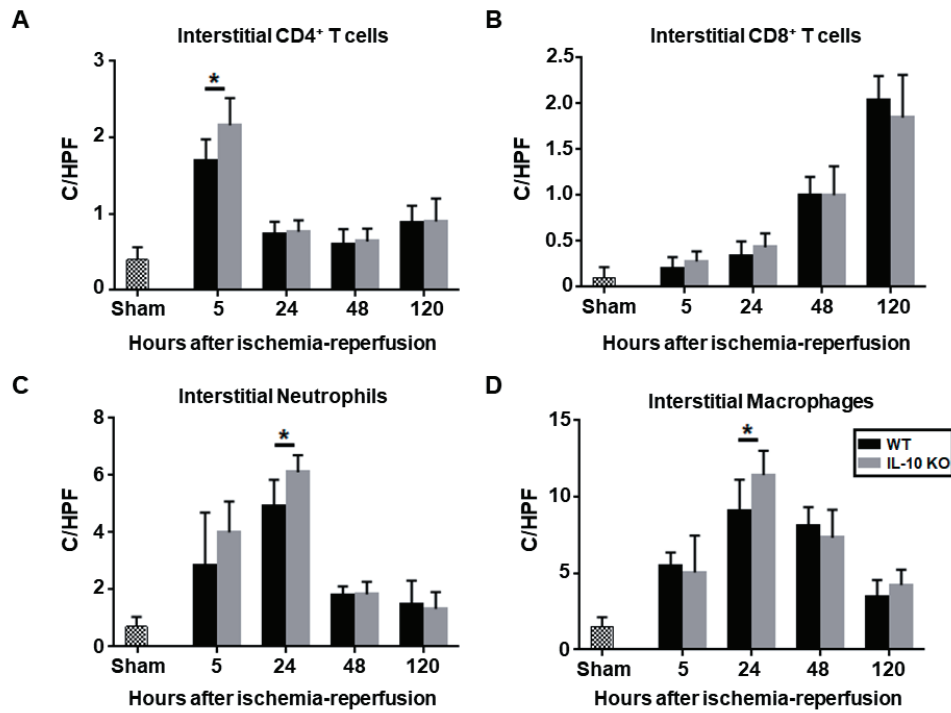 A
Interstitial CD4⁺ T cells
*
3
2
1
0
C/HPF
Sham 5 24 48 120
Hours after ischemia-reperfusion
B
Interstitial CD8⁺ T cells
2.5
2.0
1.5
1.0
0.5
0
C/HPF
Sham 5 24 48 120
Hours after ischemia-reperfusion
C
Interstitial Neutrophils
*
8
6
4
2
0
C/HPF
Sham 5 24 48 120
Hours after ischemia-reperfusion
D
Interstitial Macrophages
*
15
10
5
0
C/HPF
WT
IL-10 KO
Sham 5 24 48 120
Hours after ischemia-reperfusion